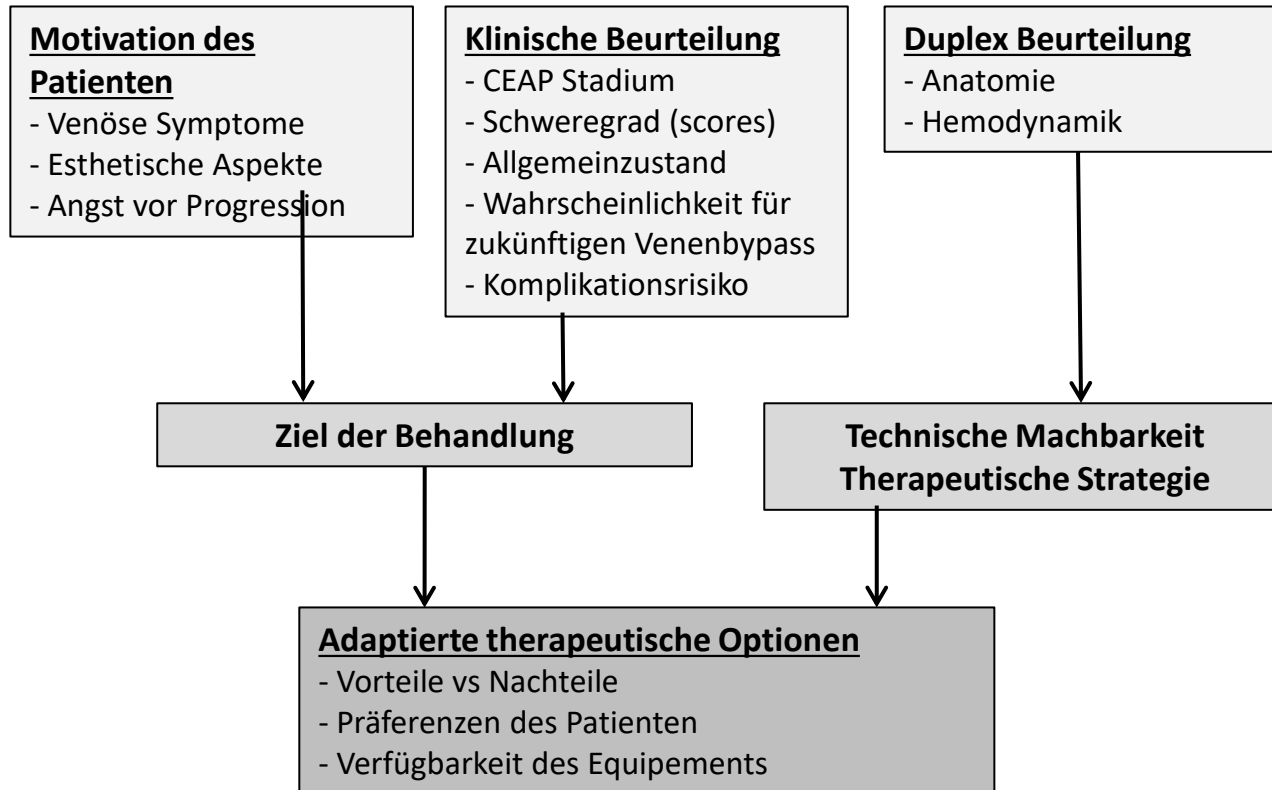 Motivation des
Patienten
- Venöse Symptome
- Esthetische Aspekte
- Angst vor Progression
Klinische Beurteilung
- CEAP Stadium
- Schweregrad (scores)
- Allgemeinzustand
- Wahrscheinlichkeit für
zukünftigen Venenbypass
- Komplikationsrisiko
Duplex Beurteilung
- Anatomie
- Hemodynamik
Ziel der Behandlung
Technische Machbarkeit
Therapeutische Strategie
Adaptierte therapeutische Optionen
- Vorteile vs Nachteile
- Präferenzen des Patienten
- Verfügbarkeit des Equipements